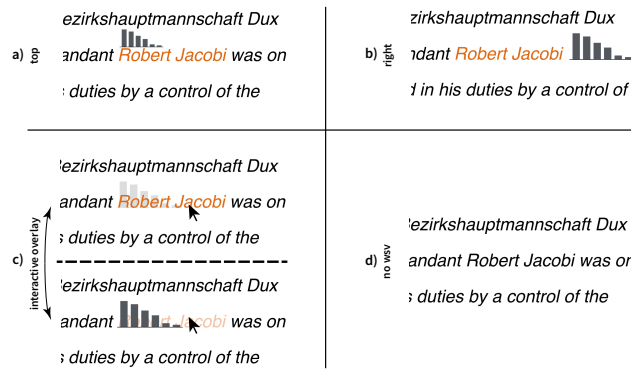 a) top
ezirkshauptmannschaft Dux
andant Robert Jacobi was on
s duties by a control of the
b) right
zirkshauptmannschaft Dux
ndant Robert Jacobi
d in his duties by a control of
c) interactive overlay
ezirkshauptmannschaft Dux
andant Robert Jacobi was on
s duties by a control of the
ezirkshauptmannschaft Dux
andant Robert Jacobi was on
s duties by a control of the
d) no wsv
ezirkshauptmannschaft Dux
andant Robert Jacobi was on
s duties by a control of the